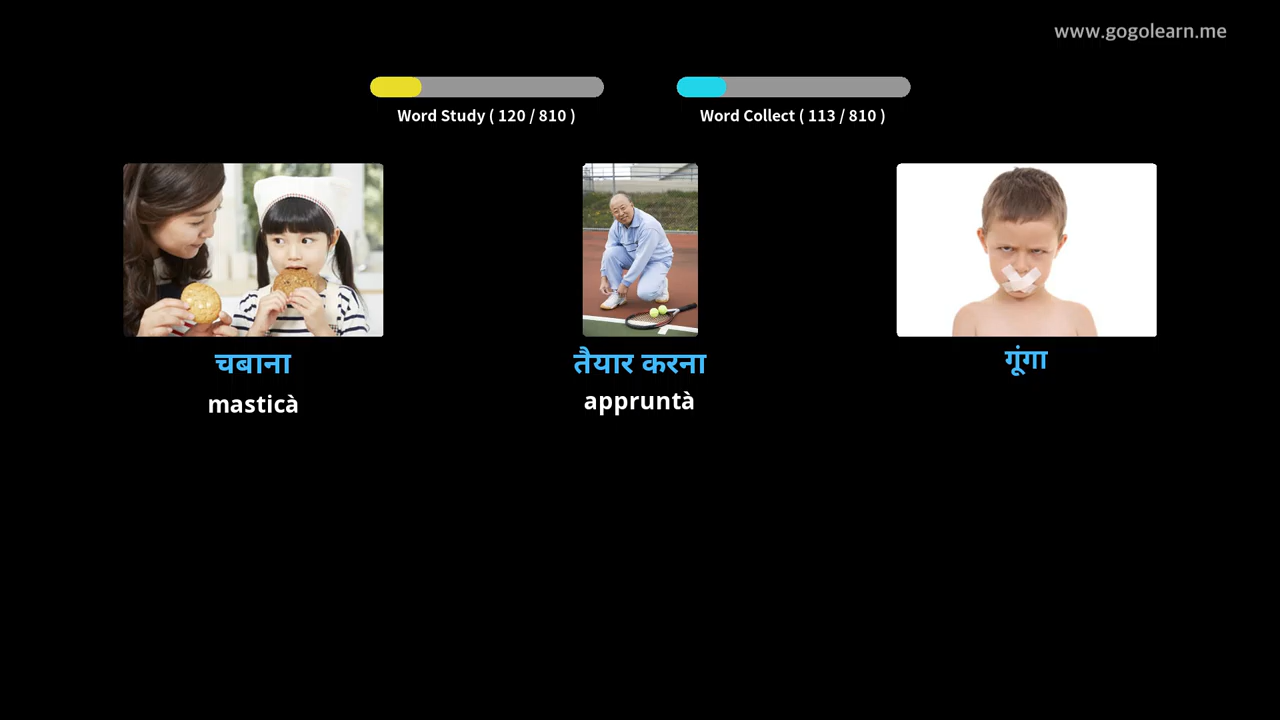 www.gogolearn.me
Word Study ( 120 / 810 )
Word Collect ( 113 / 810 )
चबाना
masticà
तैयार करना
appruntà
गूंगा